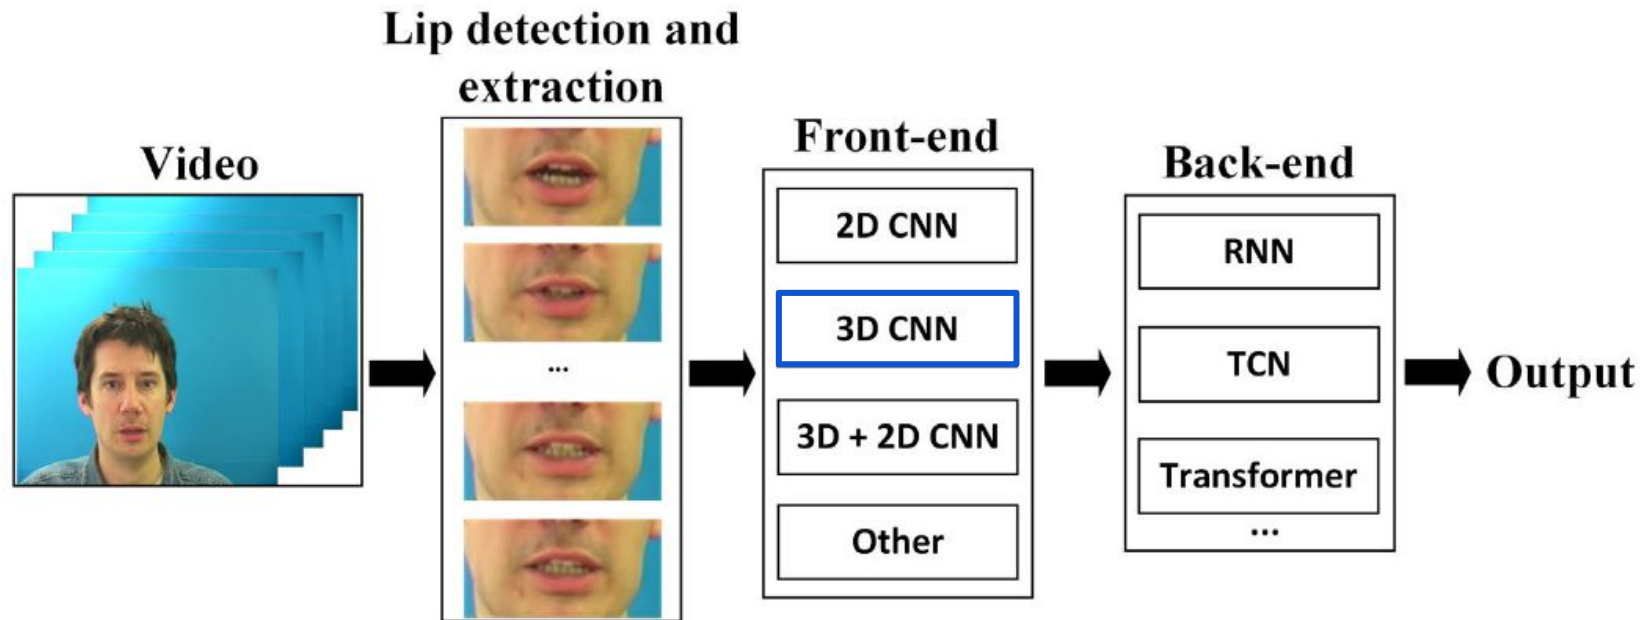 Video
Lip detection and
extraction
...
Front-end
2D CNN
3D CNN
3D + 2D CNN
Other
Back-end
RNN
TCN
Transformer
...
Output